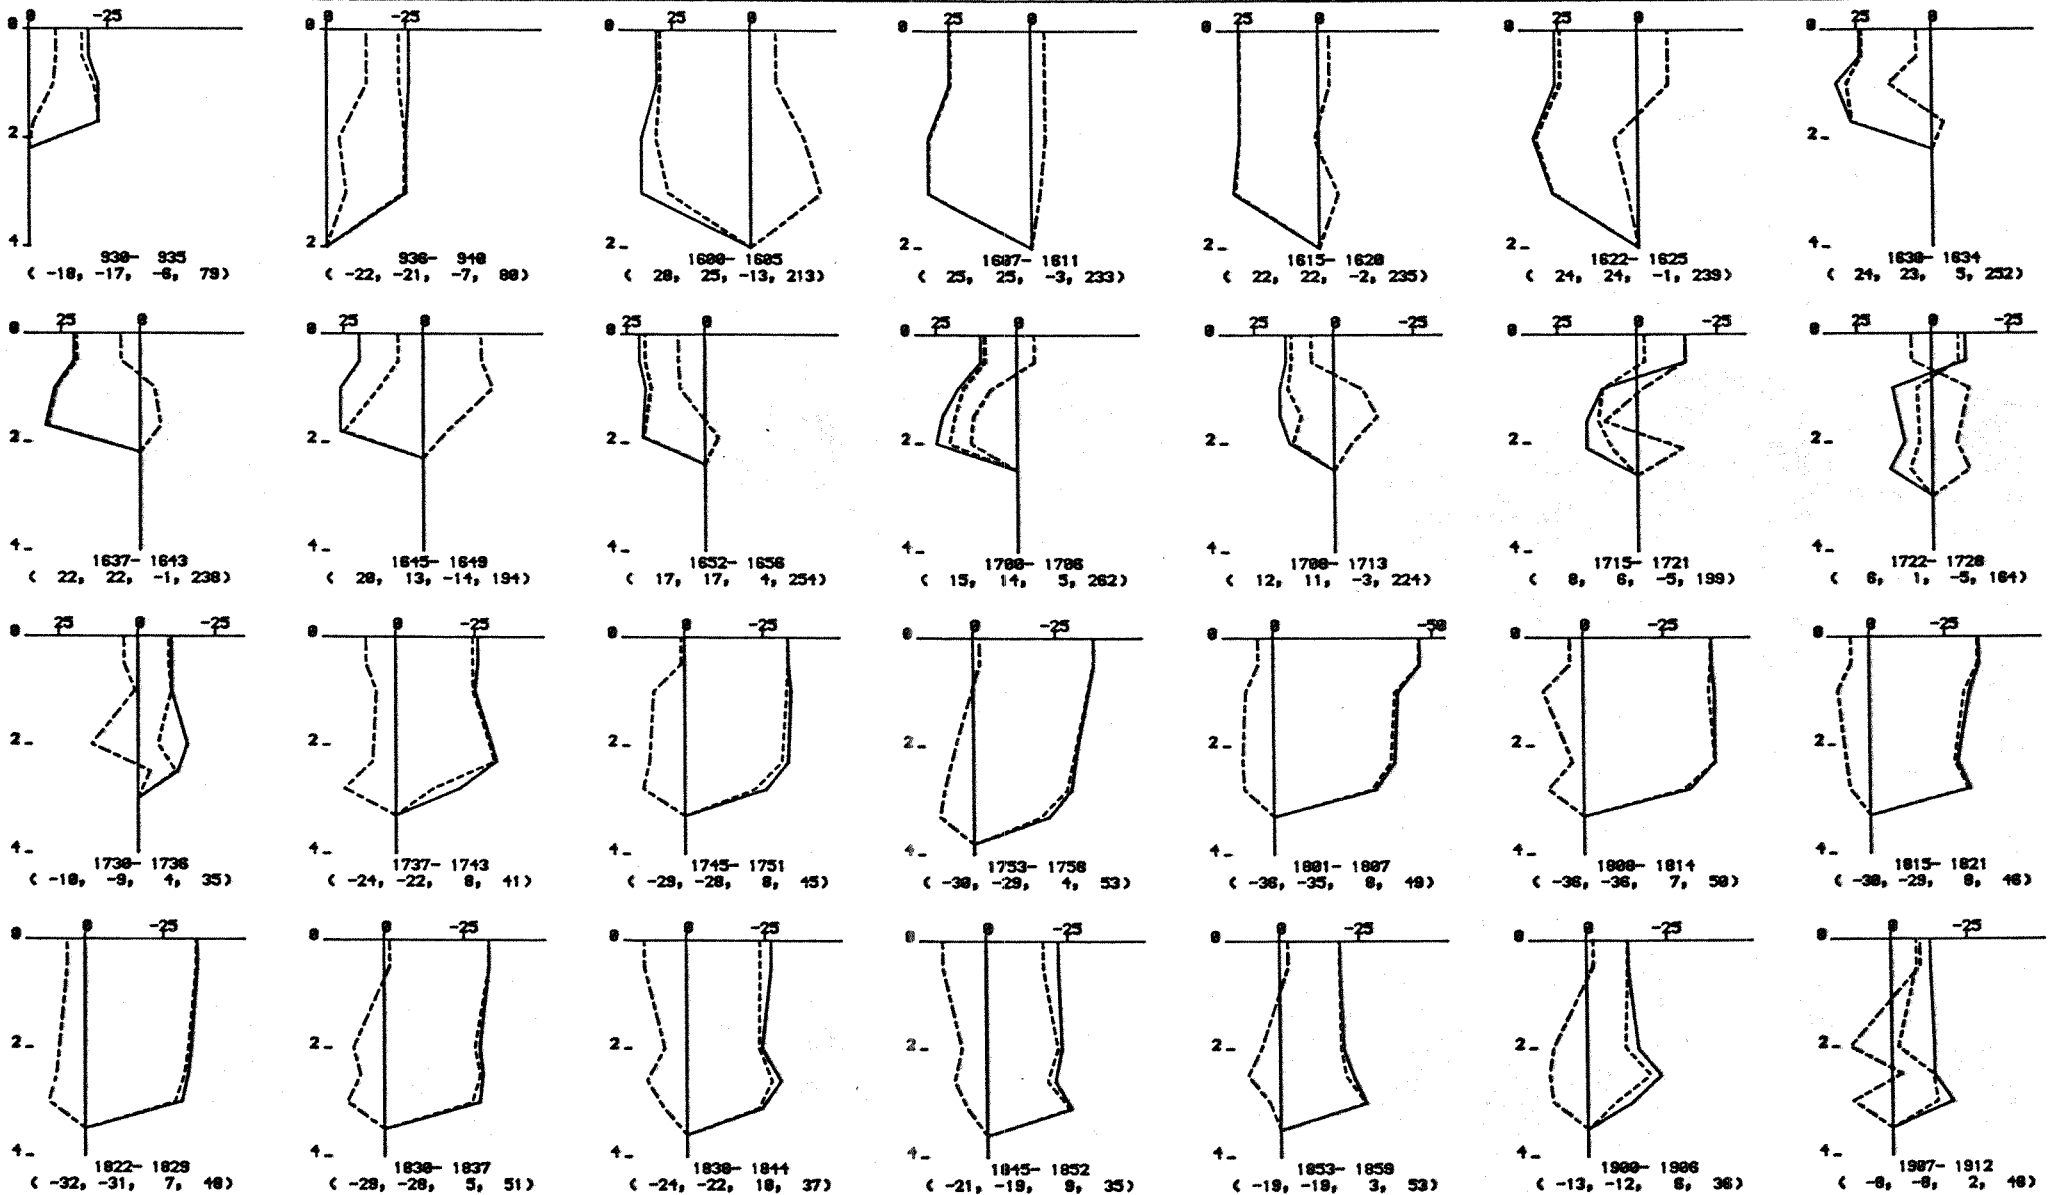 0 0 -25
2
4
930- 935
( -18, -17, -6, 79)
0 0 -25
2
936- 940
( -22, -21, -7, 80)
0 25 0
2
1600- 1605
( 28, 25, -13, 213)
0 25 0
2
1607- 1611
( 25, 25, -3, 233)
0 25 0
2
1615- 1620
( 22, 22, -2, 235)
0 25 0
2
1622- 1625
( 24, 24, -1, 239)
0 25 0
2
4
1630- 1634
( 24, 23, 5, 252)
0 25 0
2
4
1637- 1643
( 22, 22, -1, 238)
0 25 0
2
4
1645- 1649
( 20, 13, -14, 194)
0 25 0
2
4
1652- 1656
( 17, 17, 4, 254)
0 25 0
2
4
1700- 1706
( 15, 14, 5, 262)
0 25 0 -25
2
4
1708- 1713
( 12, 11, -3, 224)
0 25 0 -25
2
4
1715- 1721
( 8, 6, -5, 199)
0 25 0 -25
2
4
1722- 1728
( 6, 1, -5, 164)
0 25 0 -25
2
4
1730- 1736
( -10, -9, 4, 35)
0 0 -25
2
4
1737- 1743
( -24, -22, 8, 41)
0 0 -25
2
4
1745- 1751
( -29, -28, 8, 45)
0 0 -25
2
4
1753- 1758
( -30, -29, 4, 53)
0 0 -50
2
4
1801- 1807
( -36, -35, 8, 49)
0 0 -25
2
4
1808- 1814
( -36, -36, 7, 50)
0 0 -25
2
4
1815- 1821
( -30, -29, 8, 46)
0 0 -25
2
4
1822- 1829
( -32, -31, 7, 48)
0 0 -25
2
4
1830- 1837
( -29, -28, 5, 51)
0 0 -25
2
4
1838- 1844
( -24, -22, 10, 37)
0 0 -25
2
4
1845- 1852
( -21, -19, 9, 35)
0 0 -25
2
4
1853- 1859
( -19, -18, 3, 53)
0 0 -25
2
4
1900- 1906
( -13, -12, 6, 36)
0 0 -25
2
4
1907- 1912
( -8, -8, 2, 48)